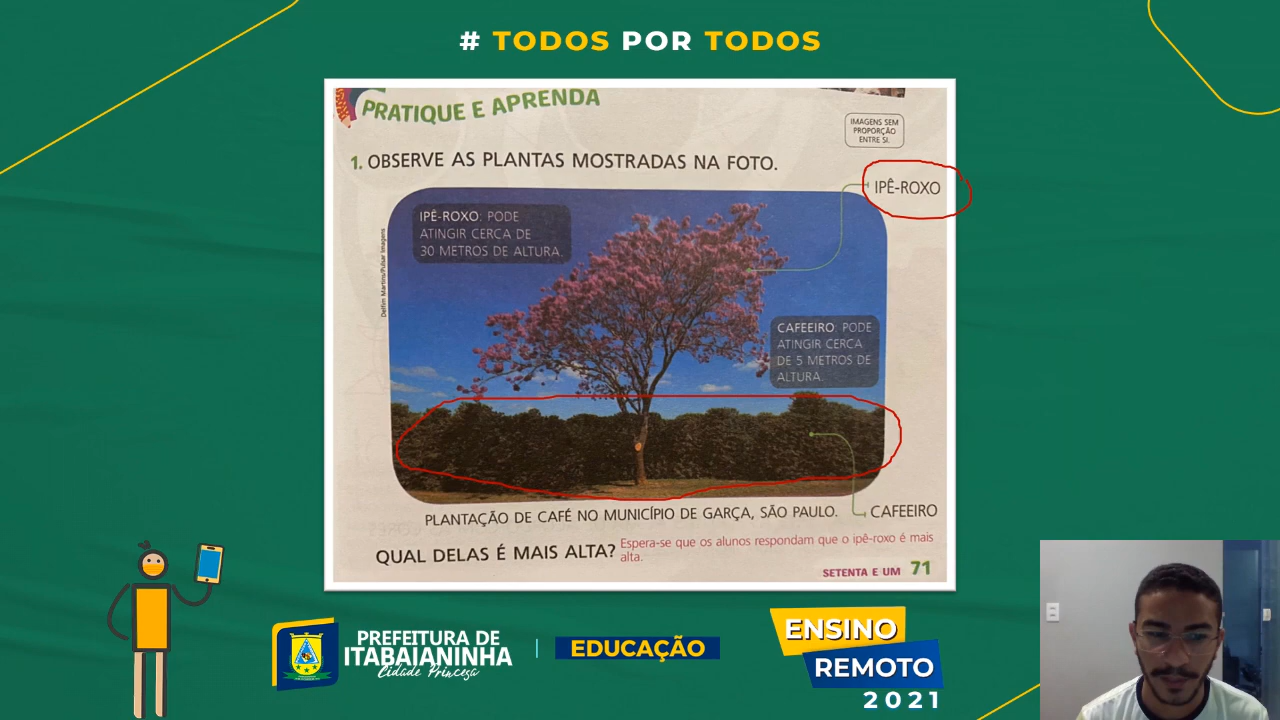 # TODOS POR TODOS
PRATIQUE E APRENDA
IMAGENS SEM
PROPORÇÃO
ENTRE SI.
1. OBSERVE AS PLANTAS MOSTRADAS NA FOTO.
IPÊ-ROXO
IPÊ-ROXO: PODE
ATINGIR CERCA DE
30 METROS DE ALTURA.
Delfim Martins/Pulsar Imagens
CAFEEIRO: PODE
ATINGIR CERCA
DE 5 METROS DE
ALTURA.
PLANTAÇÃO DE CAFÉ NO MUNICÍPIO DE GARÇA, SÃO PAULO.
CAFEEIRO
QUAL DELAS É MAIS ALTA? Espera-se que os alunos respondam que o ipê-roxo é mais
alta.
SETENTA E UM 71
PREFEITURA DE
ITABAIANINHA
Cidade Princesa
EDUCAÇÃO
ENSINO
REMOTO
2021